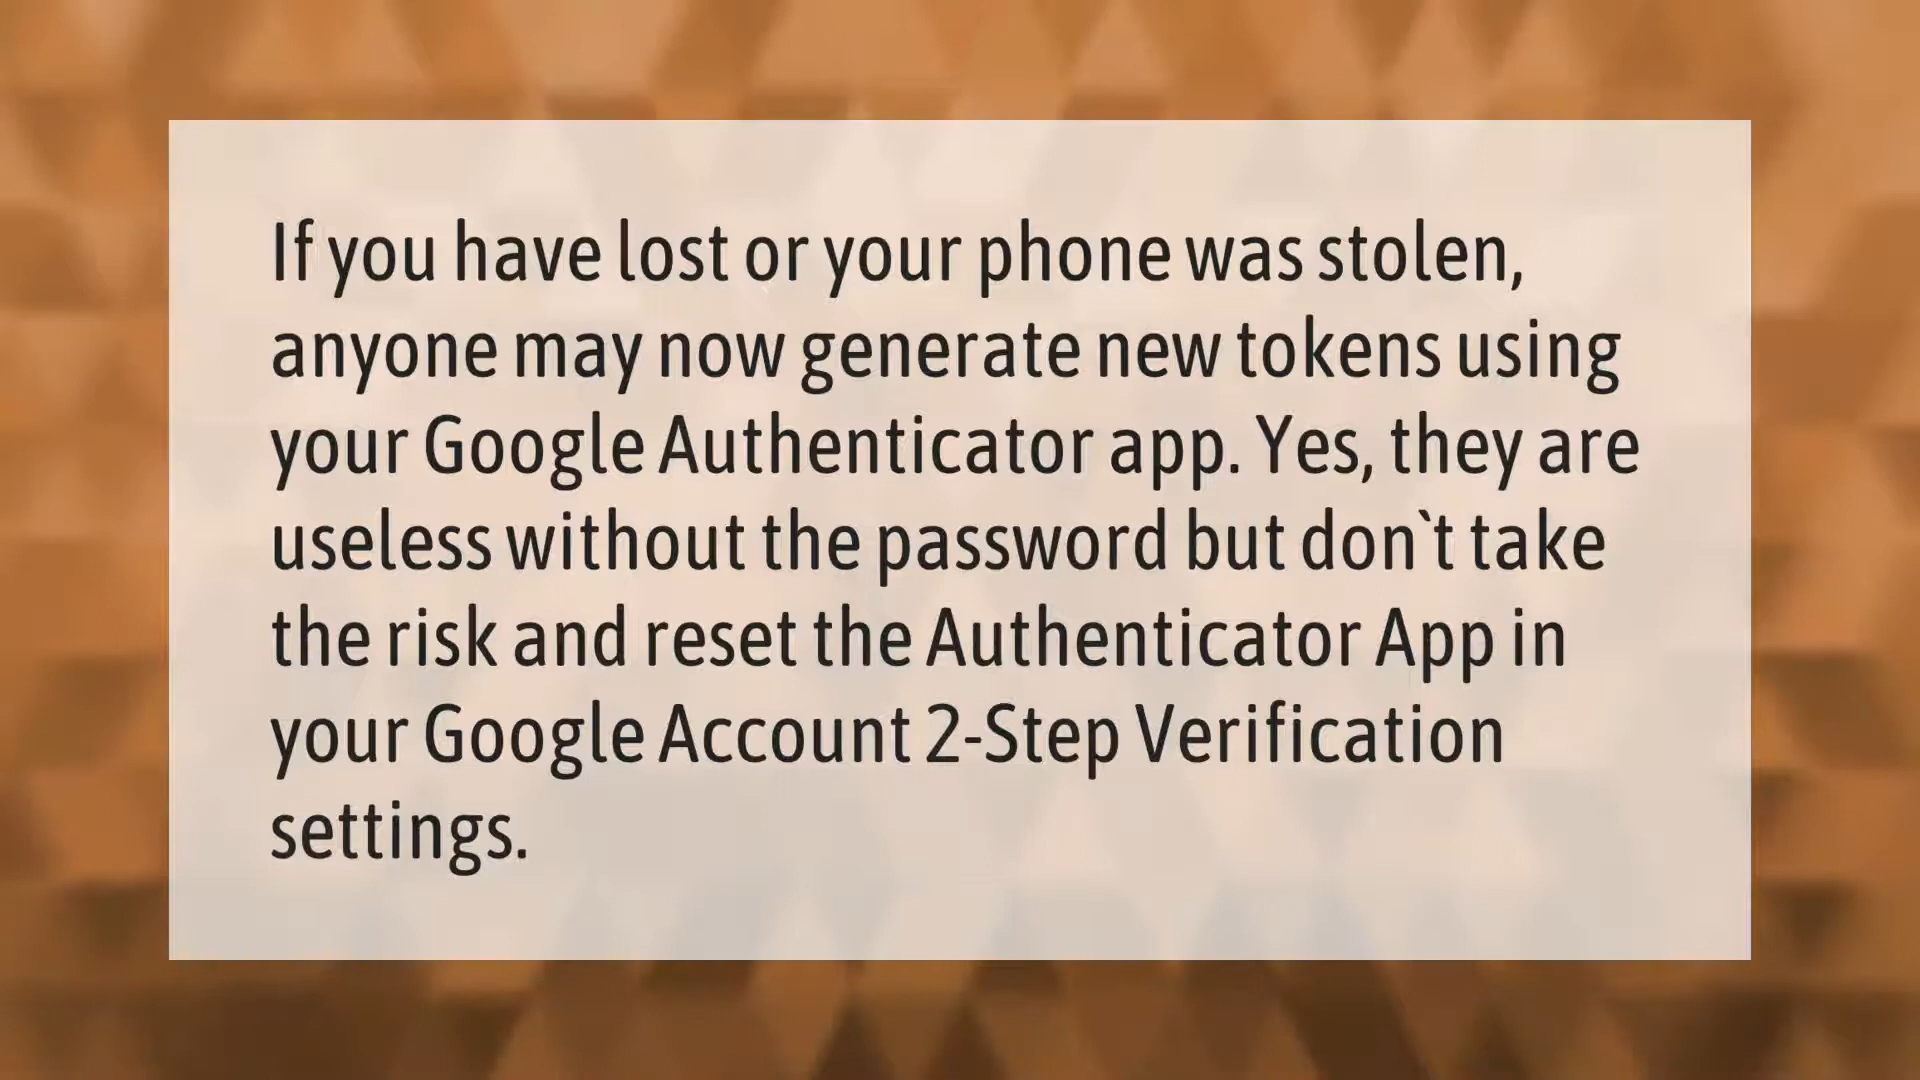 If you have lost or your phone was stolen,
anyone may now generate new tokens using
your Google Authenticator app. Yes, they are
useless without the password but don`t take
the risk and reset the Authenticator App in
your Google Account 2-Step Verification
settings.